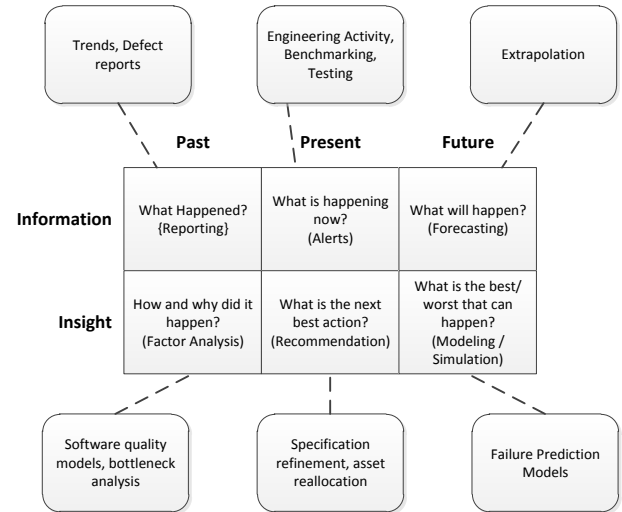 Trends, Defect
reports
Engineering Activity,
Benchmarking,
Testing
Extrapolation
Past
Present
Future
Information
What Happened?
{Reporting}
What is happening
now?
(Alerts)
What will happen?
(Forecasting)
Insight
How and why did it
happen?
(Factor Analysis)
What is the next
best action?
(Recommendation)
What is the best/
worst that can
happen?
(Modeling /
Simulation)
Software quality
models, bottleneck
analysis
Specification
refinement, asset
reallocation
Failure Prediction
Models